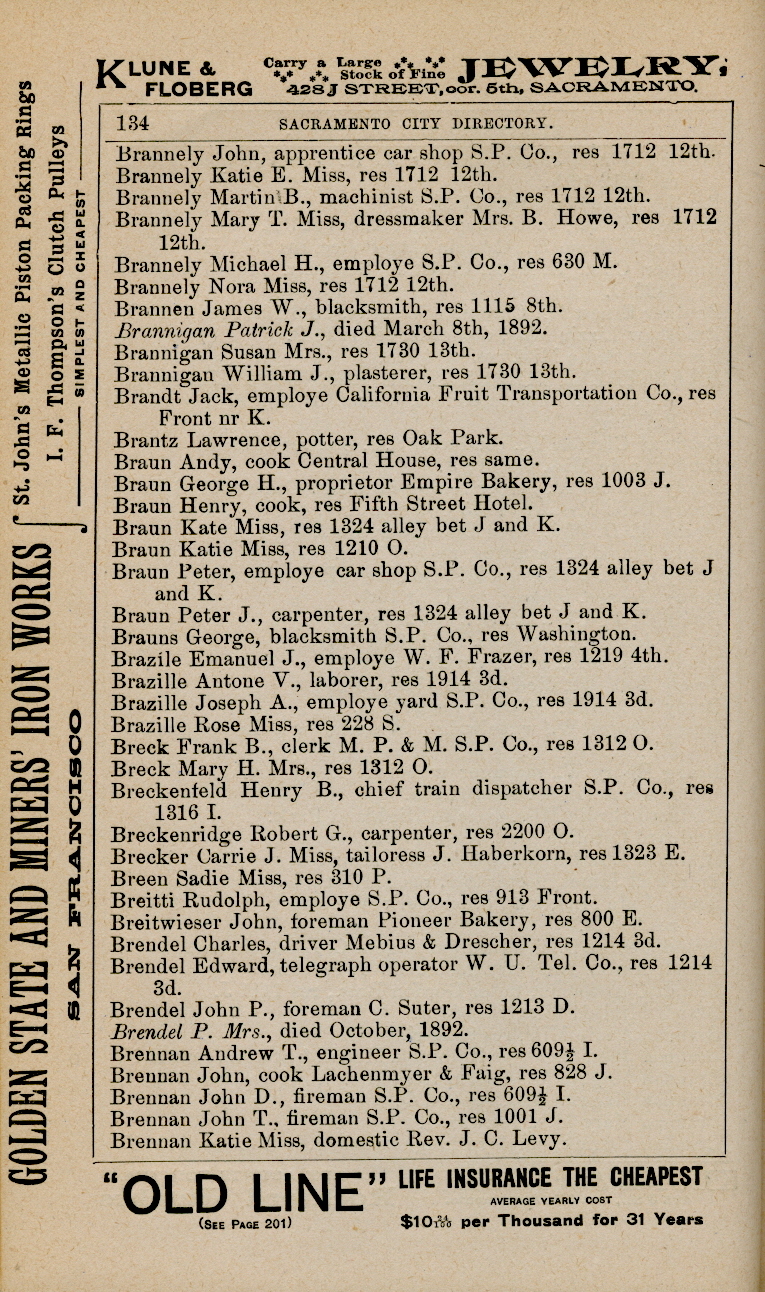 KLUNE & FLOBERG
Carry a Large Stock of Fine
JEWELRY,
428 J STREET, cor. 5th, SACRAMENTO.
134 SACRAMENTO CITY DIRECTORY.
Brannely John, apprentice car shop S.P. Co., res 1712 12th.
Brannely Katie E. Miss, res 1712 12th.
Brannely Martin B., machinist S.P. Co., res 1712 12th.
Brannely Mary T. Miss, dressmaker Mrs. B. Howe, res 1712
12th.
Brannely Michael H., employe S.P. Co., res 630 M.
Brannely Nora Miss, res 1712 12th.
Brannen James W., blacksmith, res 1115 8th.
Brannigan Patrick J., died March 8th, 1892.
Brannigan Susan Mrs., res 1730 13th.
Brannigan William J., plasterer, res 1730 13th.
Brandt Jack, employe California Fruit Transportation Co., res
Front nr K.
Brantz Lawrence, potter, res Oak Park.
Braun Andy, cook Central House, res same.
Braun George H., proprietor Empire Bakery, res 1003 J.
Braun Henry, cook, res Fifth Street Hotel.
Braun Kate Miss, res 1324 alley bet J and K.
Braun Katie Miss, res 1210 O.
Braun Peter, employe car shop S.P. Co., res 1324 alley bet J
and K.
Braun Peter J., carpenter, res 1324 alley bet J and K.
Brauns George, blacksmith S.P. Co., res Washington.
Brazile Emanuel J., employe W. F. Frazer, res 1219 4th.
Brazille Antone V., laborer, res 1914 3d.
Brazille Joseph A., employe yard S.P. Co., res 1914 3d.
Brazille Rose Miss, res 228 S.
Breck Frank B., clerk M. P. & M. S.P. Co., res 1312 O.
Breck Mary H. Mrs., res 1312 O.
Breckenfeld Henry B., chief train dispatcher S.P. Co., res
1316 I.
Breckenridge Robert G., carpenter, res 2200 O.
Brecker Carrie J. Miss, tailoress J. Haberkorn, res 1323 E.
Breen Sadie Miss, res 310 P.
Breitti Rudolph, employe S.P. Co., res 913 Front.
Breitwieser John, foreman Pioneer Bakery, res 800 E.
Brendel Charles, driver Mebius & Drescher, res 1214 3d.
Brendel Edward, telegraph operator W. U. Tel. Co., res 1214
3d.
Brendel John P., foreman C. Suter, res 1213 D.
Brendel P. Mrs., died October, 1892.
Brennan Andrew T., engineer S.P. Co., res 609½ I.
Brennan John, cook Lachenmyer & Faig, res 828 J.
Brennan John D., fireman S.P. Co., res 609½ I.
Brennan John T., fireman S.P. Co., res 1001 J.
Brennan Katie Miss, domestic Rev. J. C. Levy.
GOLDEN STATE AND MINERS' IRON WORKS
SAN FRANCISCO
St. John's Metallic Piston Packing Rings
I. F. Thompson's Clutch Pulleys
SIMPLEST AND CHEAPEST
"OLD LINE"
(SEE PAGE 201)
LIFE INSURANCE THE CHEAPEST
AVERAGE YEARLY COST
per Thousand for 31 Years